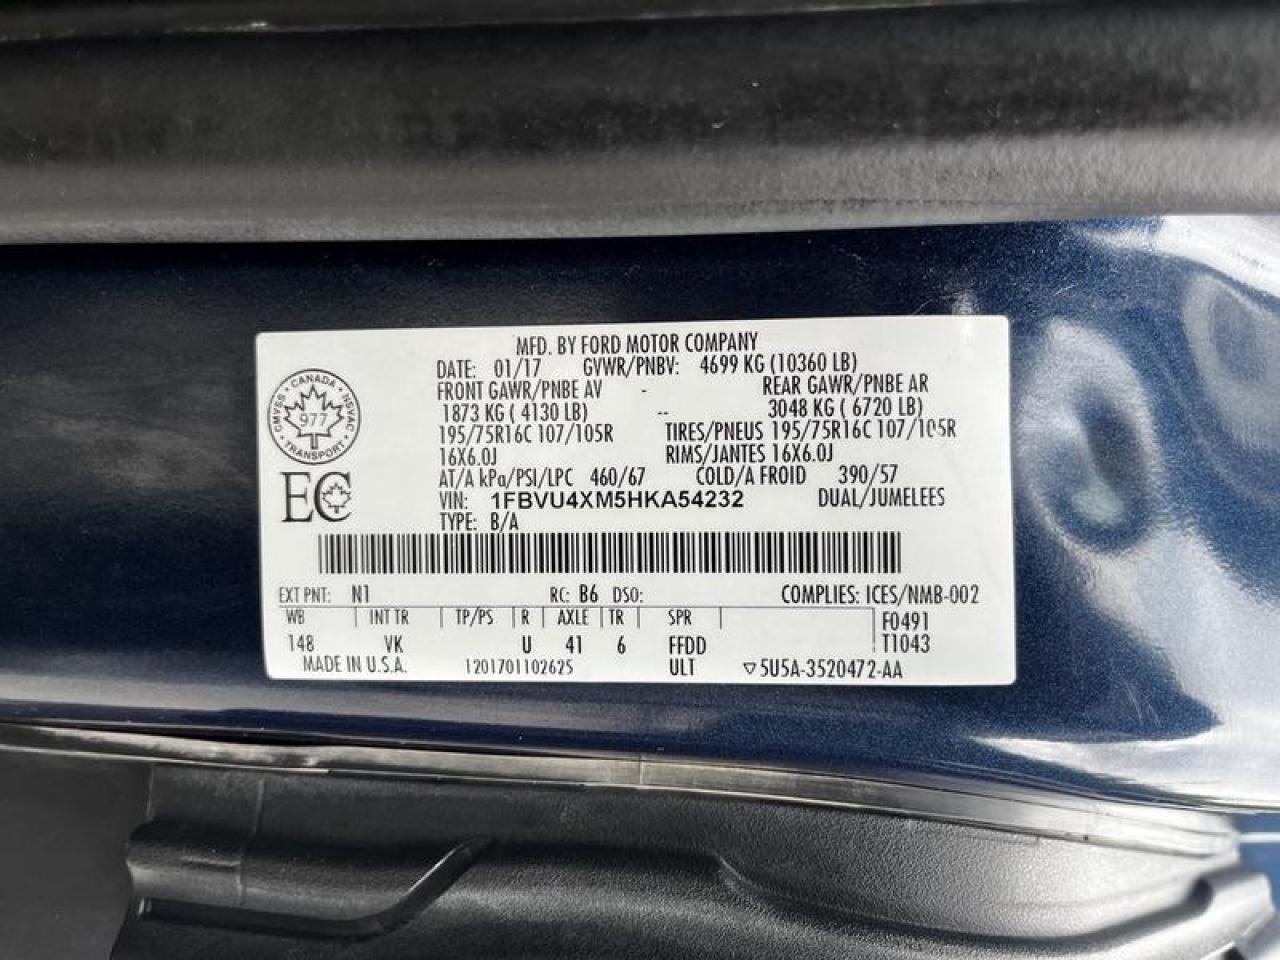 MFD. BY FORD MOTOR COMPANY
DATE: 01/17 GVWR/PNBV: 4699 KG (10360 LB)
FRONT GAWR/PNBE AV - REAR GAWR/PNBE AR
1873 KG ( 4130 LB) -- 3048 KG ( 6720 LB)
195/75R16C 107/105R TIRES/PNEUS 195/75R16C 107/105R
16X6.0J RIMS/JANTES 16X6.0J
AT/A kPa/PSI/LPC 460/67 COLD/A FROID 390/57
VIN: 1FBVU4XM5HKA54232 DUAL/JUMELEES
TYPE: B/A
CANADA
CMVSS NSVAC
977
TRANSPORT
EC
EXT PNT: N1 RC: B6 DSO: COMPLIES: ICES/NMB-002
WB INT TR TP/PS R AXLE TR SPR F0491
148 VK U 41 6 FFDD T1043
MADE IN U.S.A. 1201701102625 ULT ▽5U5A-3520472-AA